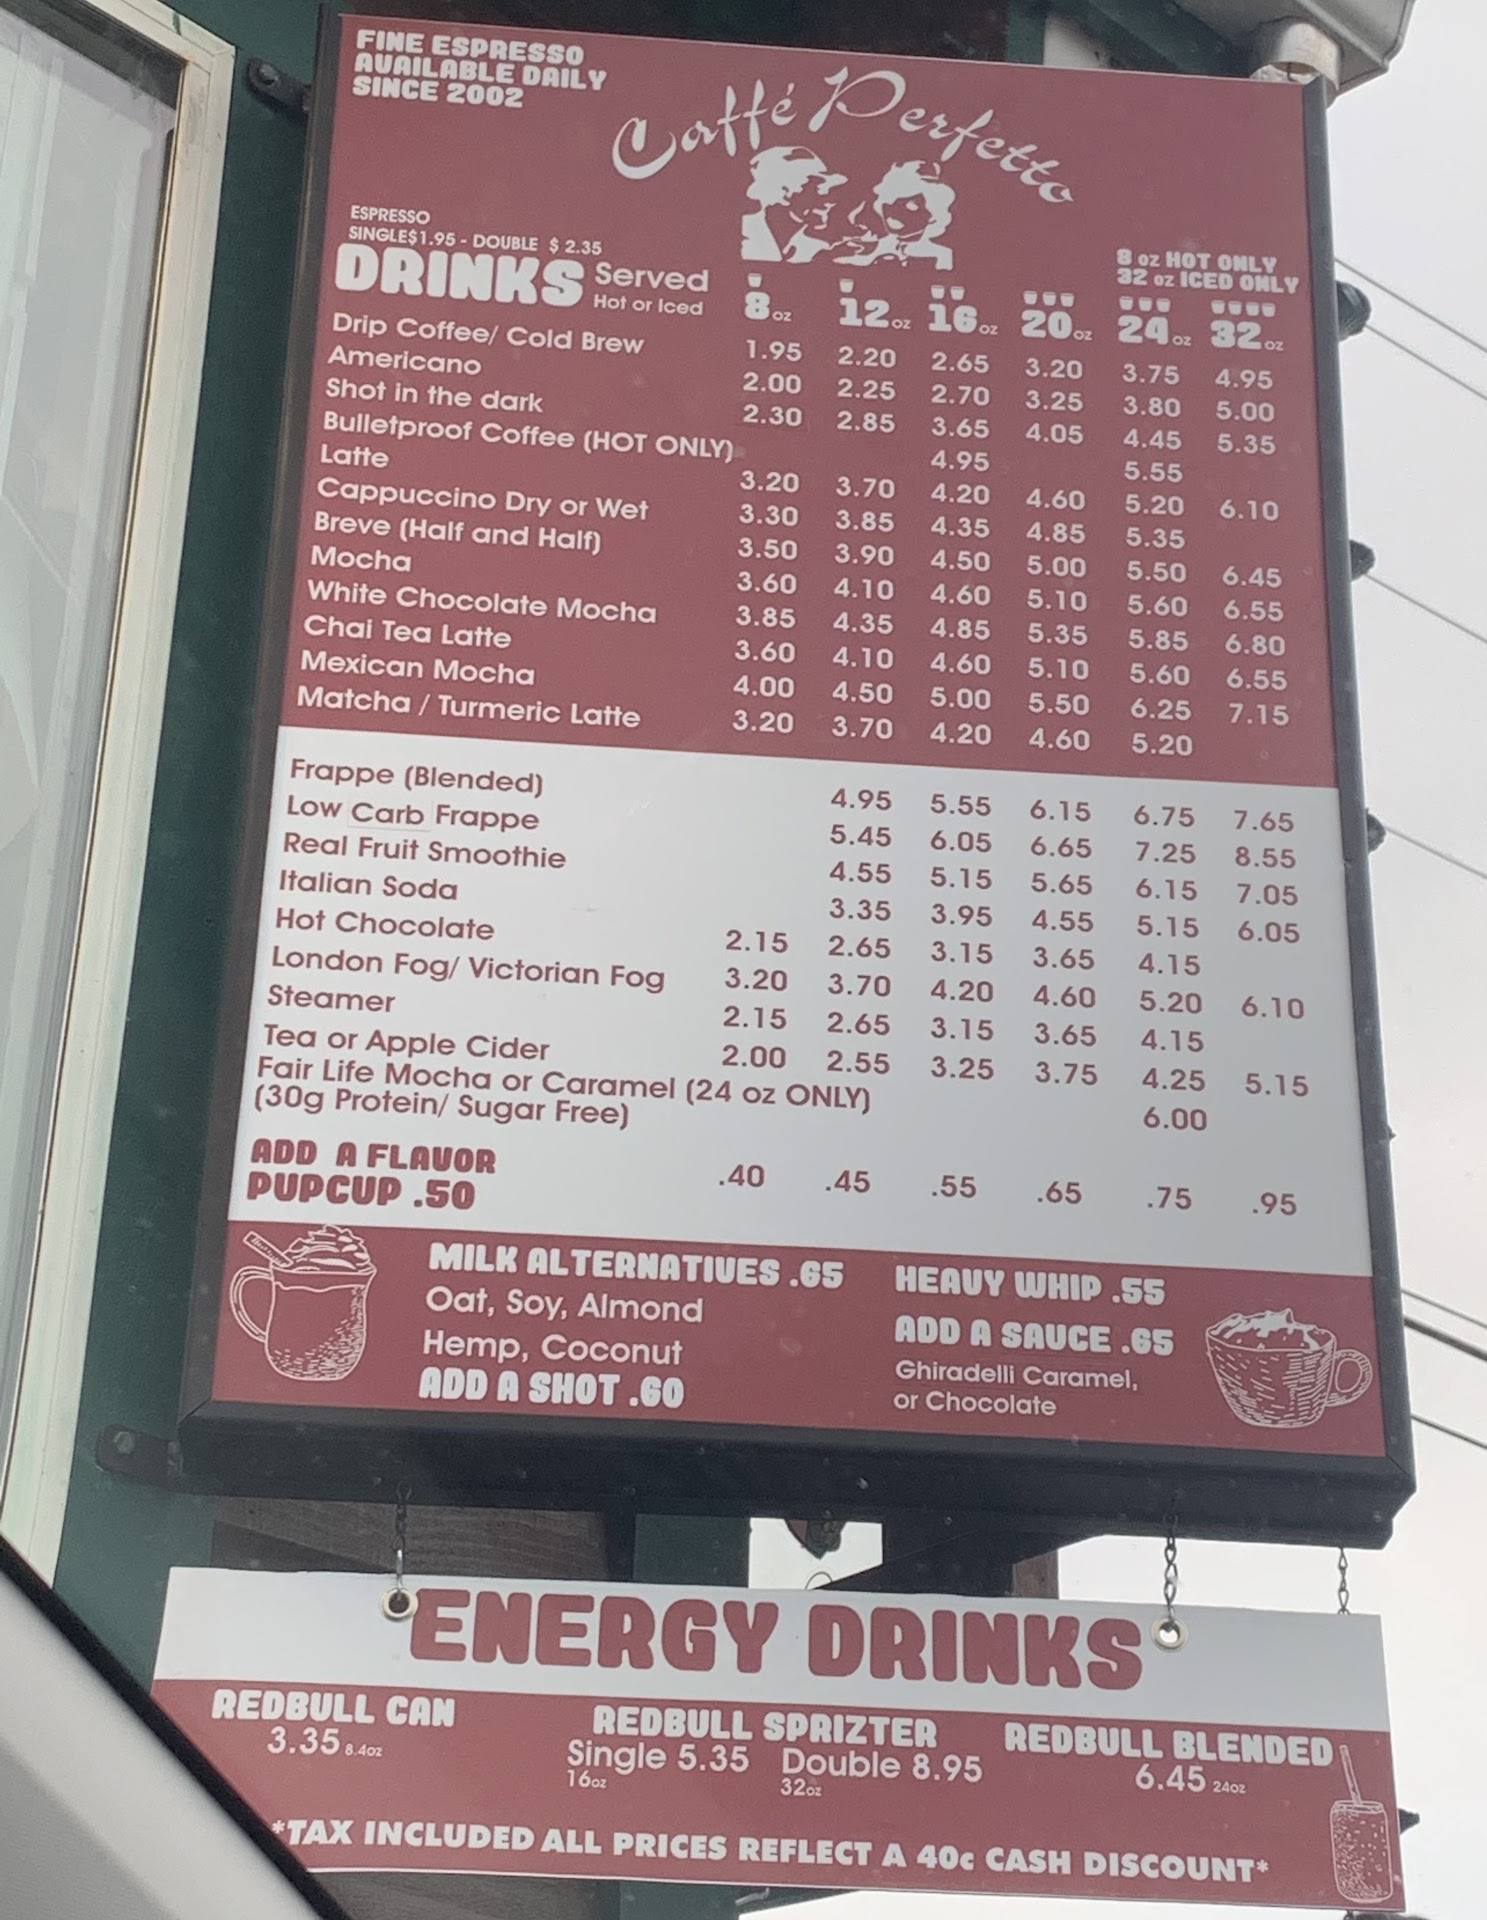 FINE ESPRESSO
AVAILABLE DAILY
SINCE 2002
Caffé Perfetto
ESPRESSO
SINGLE$1.95 - DOUBLE $ 2.35
8 oz HOT ONLY
32 oz ICED ONLY
DRINKS Served Hot or Iced 8oz 12oz 16oz 20oz 24oz 32oz
Drip Coffee/ Cold Brew 1.95 2.20 2.65 3.20 3.75 4.95
Americano 2.00 2.25 2.70 3.25 3.80 5.00
Shot in the dark 2.30 2.85 3.65 4.05 4.45 5.35
Bulletproof Coffee (HOT ONLY) 4.95 5.55
Latte 3.20 3.70 4.20 4.60 5.20 6.10
Cappuccino Dry or Wet 3.30 3.85 4.35 4.85 5.35
Breve (Half and Half) 3.50 3.90 4.50 5.00 5.50 6.45
Mocha 3.60 4.10 4.60 5.10 5.60 6.55
White Chocolate Mocha 3.85 4.35 4.85 5.35 5.85 6.80
Chai Tea Latte 3.60 4.10 4.60 5.10 5.60 6.55
Mexican Mocha 4.00 4.50 5.00 5.50 6.25 7.15
Matcha / Turmeric Latte 3.20 3.70 4.20 4.60 5.20
Frappe (Blended) 4.95 5.55 6.15 6.75 7.65
Low Carb Frappe 5.45 6.05 6.65 7.25 8.55
Real Fruit Smoothie 4.55 5.15 5.65 6.15 7.05
Italian Soda 3.35 3.95 4.55 5.15 6.05
Hot Chocolate 2.15 2.65 3.15 3.65 4.15
London Fog/ Victorian Fog 3.20 3.70 4.20 4.60 5.20 6.10
Steamer 2.15 2.65 3.15 3.65 4.15
Tea or Apple Cider 2.00 2.55 3.25 3.75 4.25 5.15
Fair Life Mocha or Caramel (24 oz ONLY) 6.00
(30g Protein/ Sugar Free)
ADD A FLAVOR .40 .45 .55 .65 .75 .95
PUPCUP .50
MILK ALTERNATIVES .65
Oat, Soy, Almond
Hemp, Coconut
ADD A SHOT .60
HEAVY WHIP .55
ADD A SAUCE .65
Ghiradelli Caramel,
or Chocolate
ENERGY DRINKS
REDBULL CAN
3.35 8.4oz
REDBULL SPRIZTER
Single 5.35 Double 8.95
16oz 32oz
REDBULL BLENDED
6.45 24oz
*TAX INCLUDED ALL PRICES REFLECT A 40¢ CASH DISCOUNT*